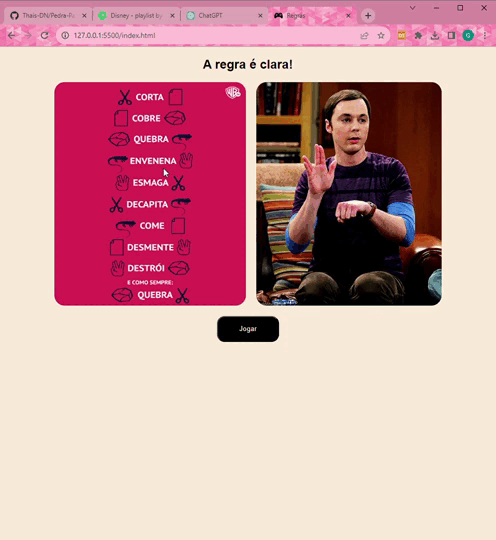 Thais-DN/Pedra-Pa
Disney - playlist by
ChatGPT
Regras
127.0.0.1:5500/index.html
G
A regra é clara!
WB
CORTA
COBRE
QUEBRA
ENVENENA
ESMAGA
DECAPITA
COME
DESMENTE
DESTRÓI
E COMO SEMPRE:
QUEBRA
Jogar